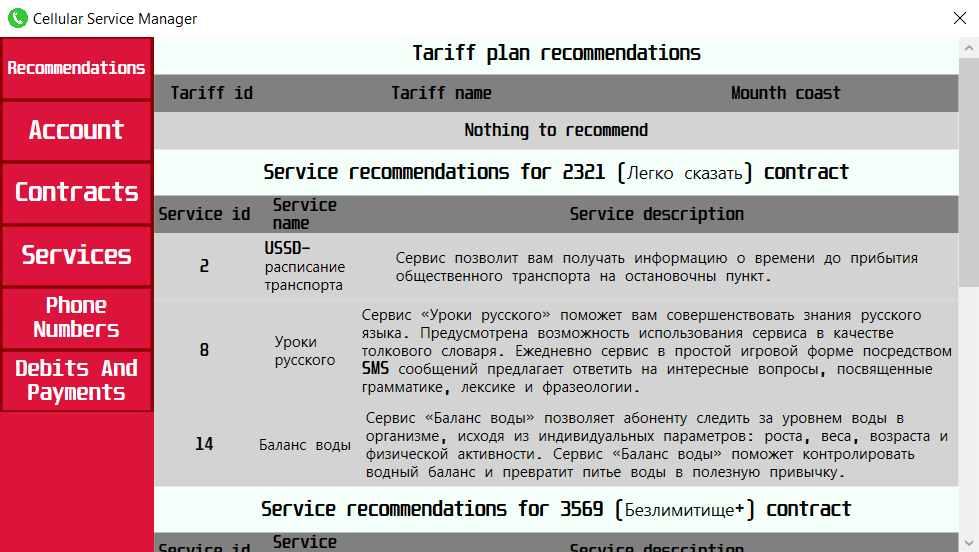 Cellular Service Manager
Recommendations
Account
Contracts
Services
Phone
Numbers
Debits And
Payments
Tariff plan recommendations
Tariff id Tariff name Mounth coast
Nothing to recommend
Service recommendations for 2321 (Легко сказать) contract
Service id Service name Service description
2 USSD-расписание транспорта
Сервис позволит вам получать информацию о времени до прибытия
общественного транспорта на остановочны пункт.
8 Уроки русского
Сервис «Уроки русского» поможет вам совершенствовать знания русского
языка. Предусмотрена возможность использования сервиса в качестве
толкового словаря. Ежедневно сервис в простой игровой форме посредством
SMS сообщений предлагает ответить на интересные вопросы, посвященные
грамматике, лексике и фразеологии.
14 Баланс воды
Сервис «Баланс воды» позволяет абоненту следить за уровнем воды в
организме, исходя из индивидуальных параметров: роста, веса, возраста и
физической активности. Сервис «Баланс воды» поможет контролировать
водный баланс и превратит питье воды в полезную привычку.
Service recommendations for 3569 (Безлимитище+) contract
Service id Service Service description